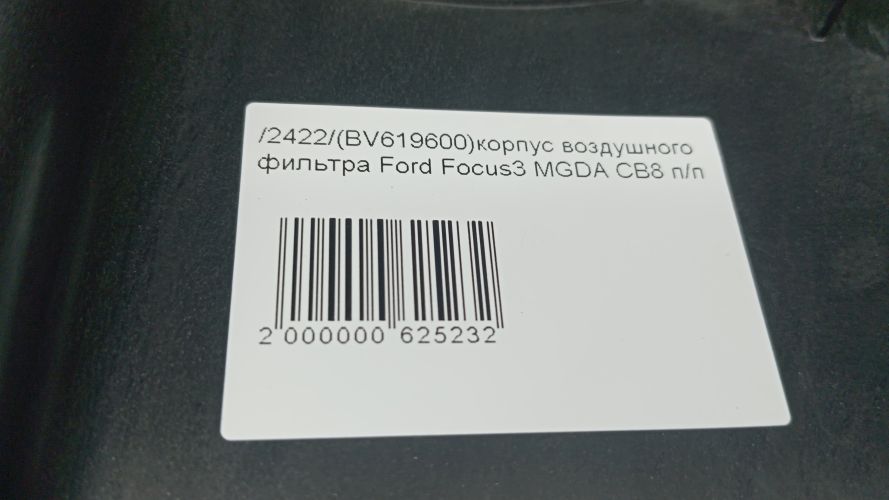 /2422/(BV619600)корпус воздушного
фильтра Ford Focus3 MGDA CB8 п/п
2 000000 625232